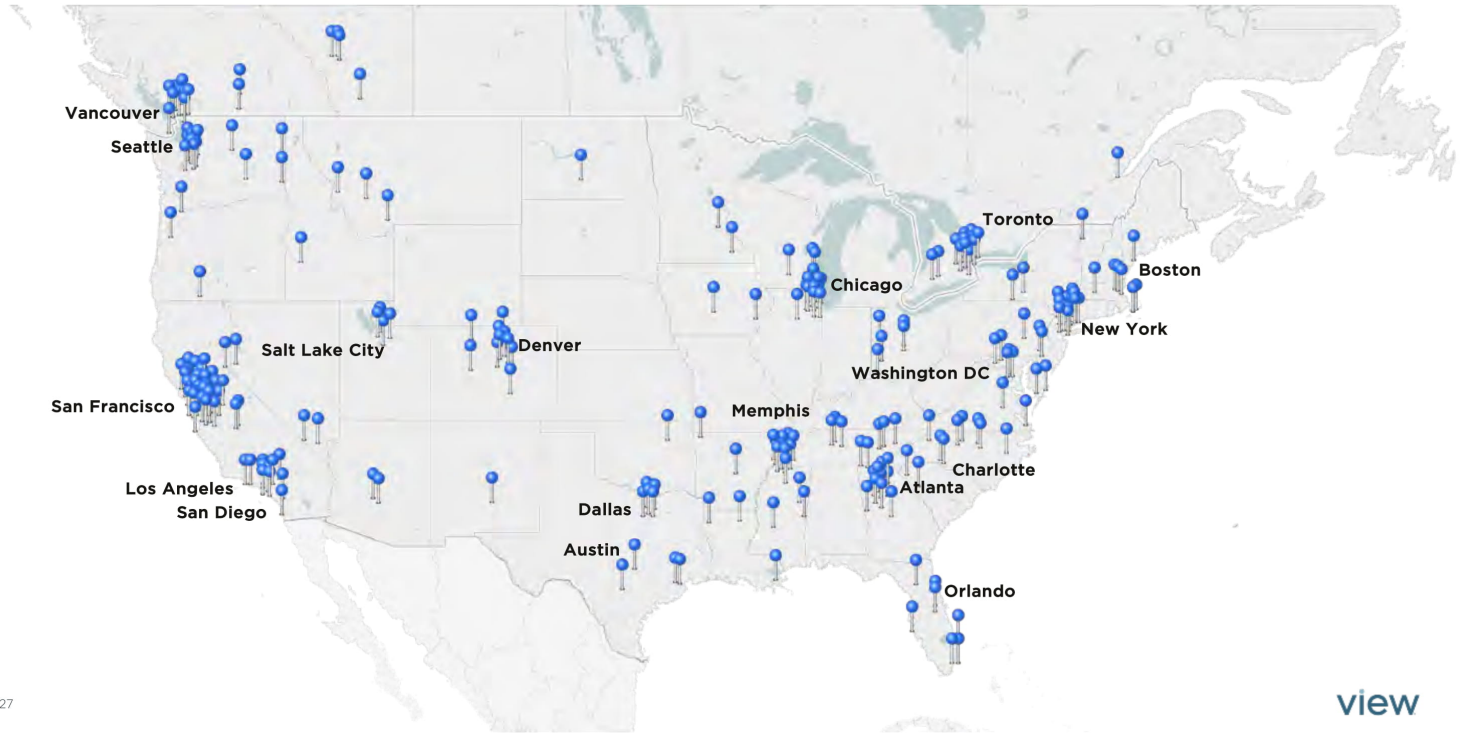 Vancouver
Seattle
Toronto
Boston
Chicago
New York
Salt Lake City
Denver
Washington DC
San Francisco
Memphis
Charlotte
Los Angeles
Atlanta
San Diego
Dallas
Austin
Orlando
27
view